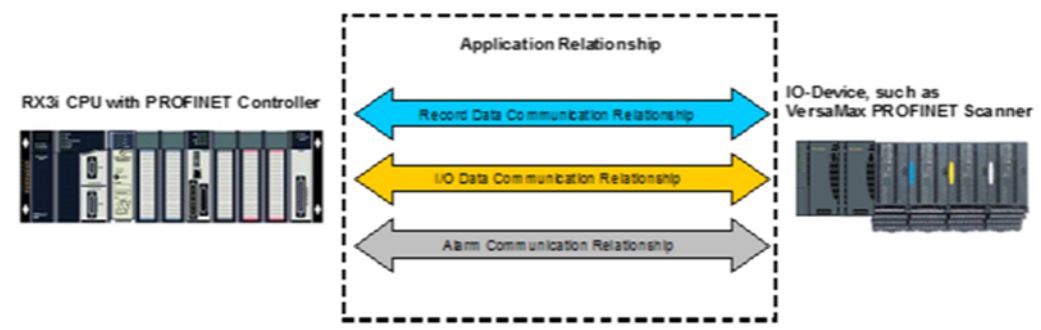 Application Relationship
RX3i CPU with PROFINET Controller
IO-Device, such as
VersaMax PROFINET Scanner
Record Data Communication Relationship
I/O Data Communication Relationship
Alarm Communication Relationship